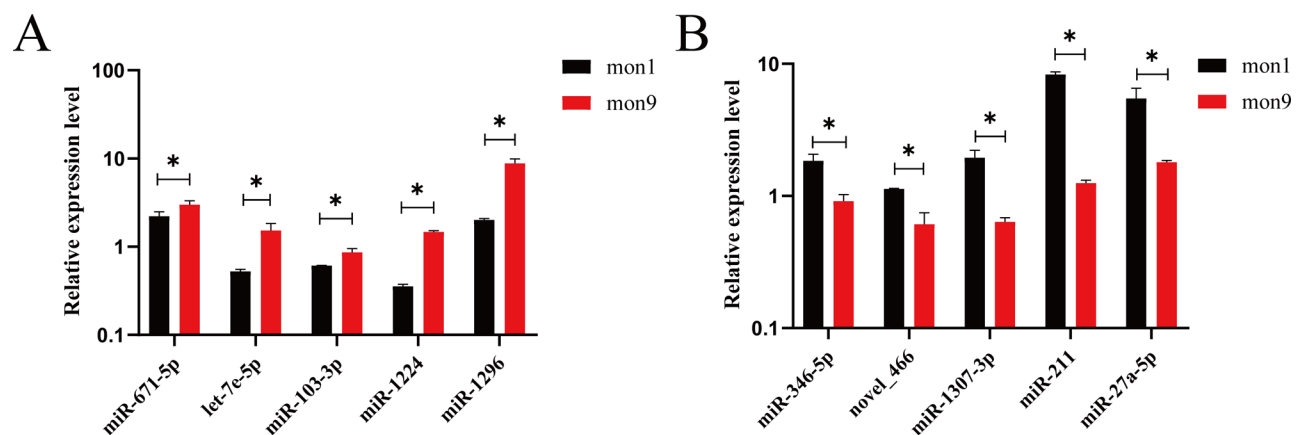 A
Relative expression level
100
10
1
0.1
*
*
*
*
*
mon1
mon9
miR-671-5p
let-7e-5p
miR-103-3p
miR-1224
miR-1296
B
Relative expression level
10
1
0.1
*
*
*
*
*
mon1
mon9
miR-346-5p
novel_466
miR-1307-3p
miR-211
miR-27a-5p